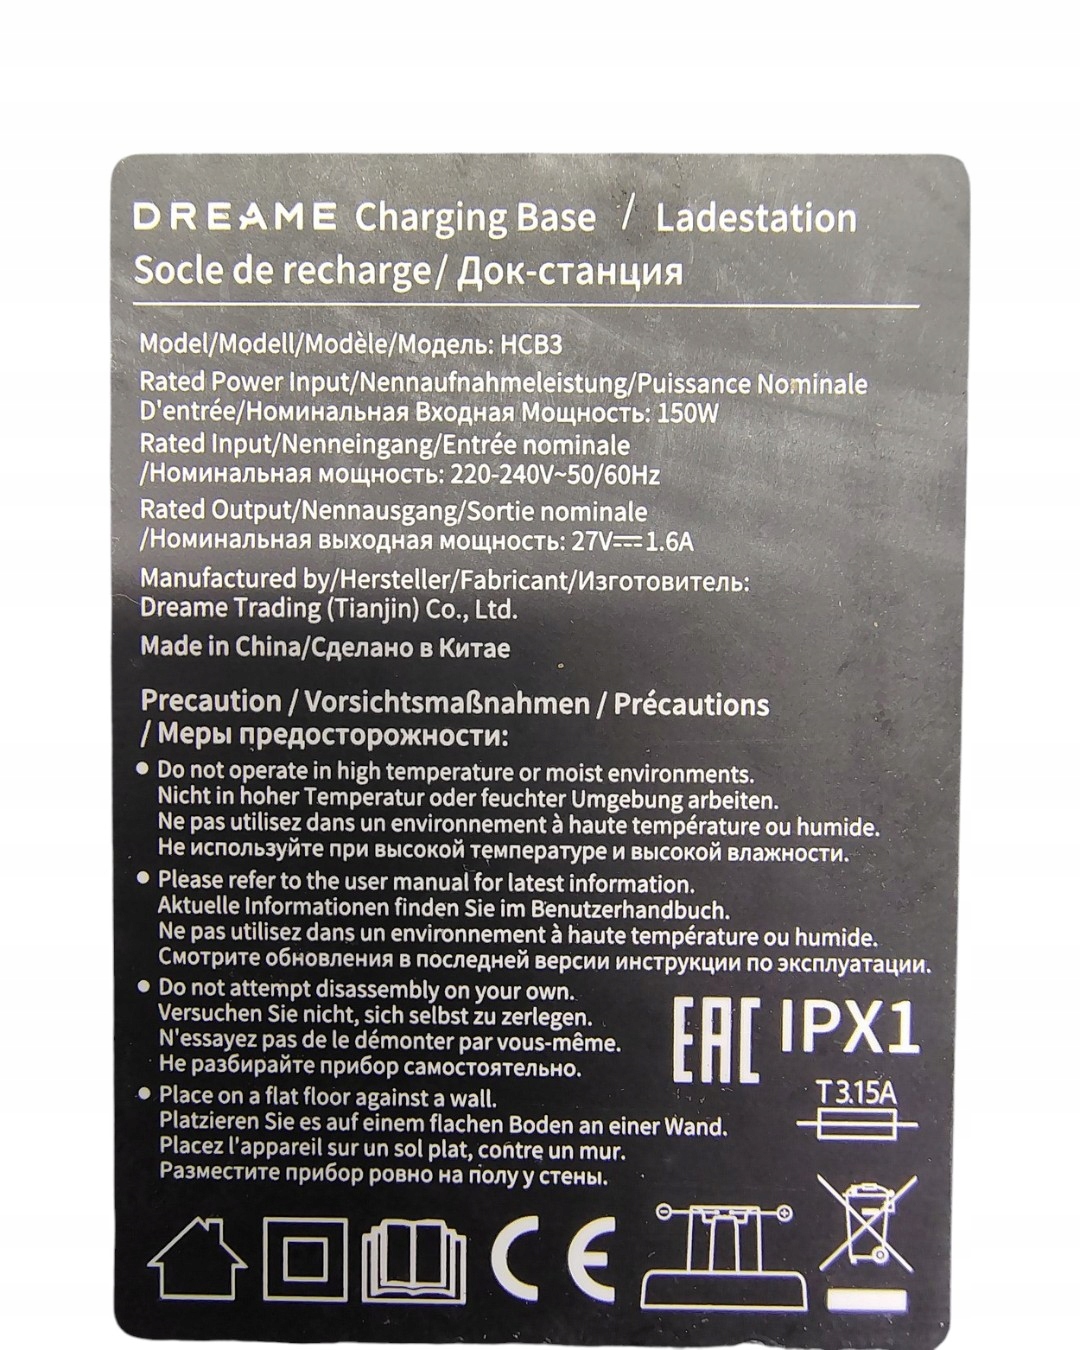 DREAME Charging Base / Ladestation
Socle de recharge/ Док-станция
Model/Modell/Modèle/Модель: HCB3
Rated Power Input/Nennaufnahmeleistung/Puissance Nominale
D'entrée/Номинальная Входная Мощность: 150W
Rated Input/Nenneingang/Entrée nominale
/Номинальная мощность: 220-240V~50/60Hz
Rated Output/Nennausgang/Sortie nominale
/Номинальная выходная мощность: 27V⎓1.6A
Manufactured by/Hersteller/Fabricant/Изготовитель:
Dreame Trading (Tianjin) Co., Ltd.
Made in China/Сделано в Китае
Precaution / Vorsichtsmaßnahmen / Précautions
/ Меры предосторожности:
● Do not operate in high temperature or moist environments.
Nicht in hoher Temperatur oder feuchter Umgebung arbeiten.
Ne pas utilisez dans un environnement à haute température ou humide.
Не используйте при высокой температуре и высокой влажности.
● Please refer to the user manual for latest information.
Aktuelle Informationen finden Sie im Benutzerhandbuch.
Ne pas utilisez dans un environnement à haute température ou humide.
Смотрите обновления в последней версии инструкции по эксплуатации.
● Do not attempt disassembly on your own.
Versuchen Sie nicht, sich selbst zu zerlegen.
N'essayez pas de le démonter par vous-même.
Не разбирайте прибор самостоятельно.
● Place on a flat floor against a wall.
Platzieren Sie es auf einem flachen Boden an einer Wand.
Placez l'appareil sur un sol plat, contre un mur.
Разместите прибор ровно на полу у стены.
EAC IPX1
T 3.15A
CE